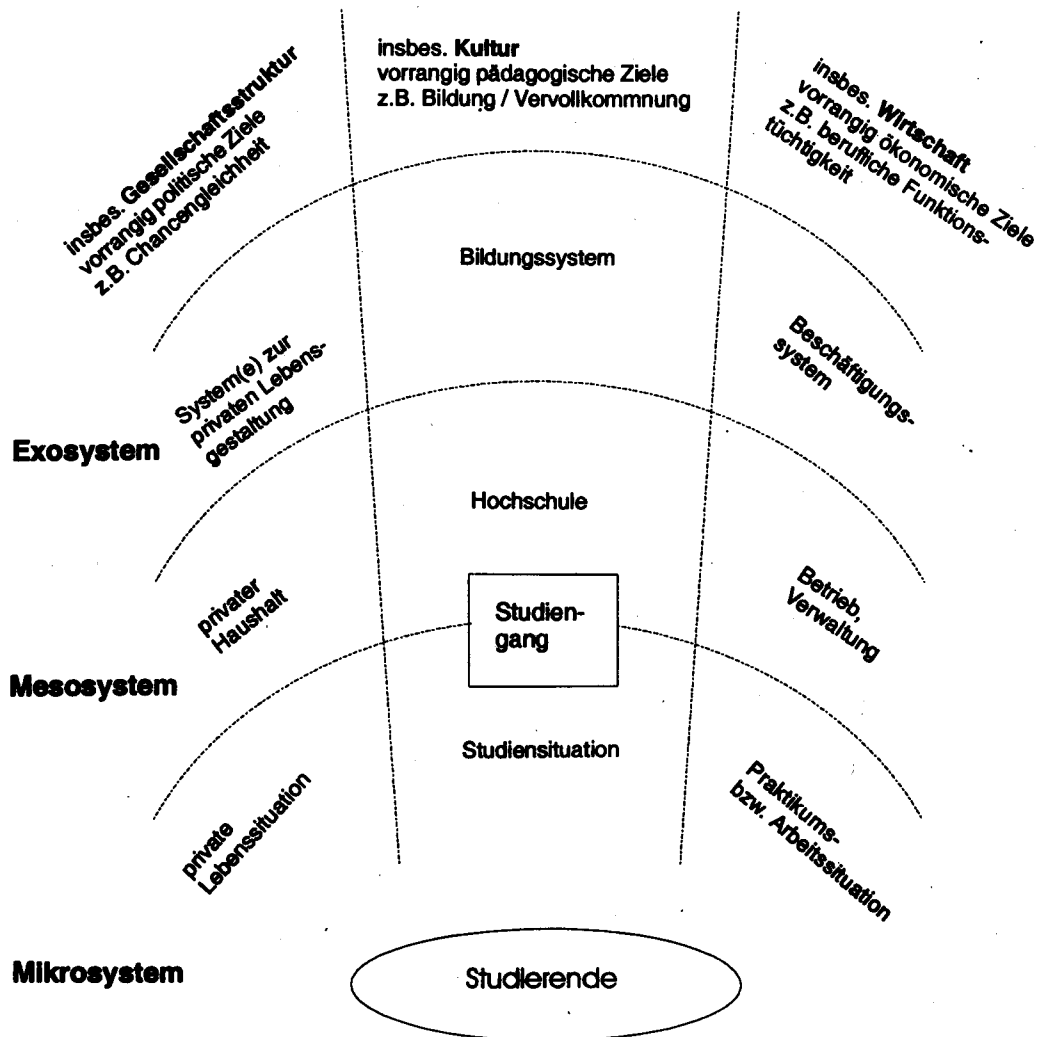 insbes. Gesellschaftsstruktur
vorrangig politische Ziele
z.B. Chancengleichheit
insbes. Kultur
vorrangig pädagogische Ziele
z.B. Bildung / Vervollkommnung
insbes. Wirtschaft
vorrangig ökonomische Ziele
z.B. berufliche Funktions-
tüchtigkeit
Bildungssystem
Exosystem
System(e) zur
privaten Lebens-
gestaltung
Beschäftigungs-
system
Hochschule
Mesosystem
privater
Haushalt
Studien-
gang
Betrieb,
Verwaltung
Studiensituation
private
Lebenssituation
Praktikums-
bzw. Arbeitssituation
Mikrosystem
Studierende